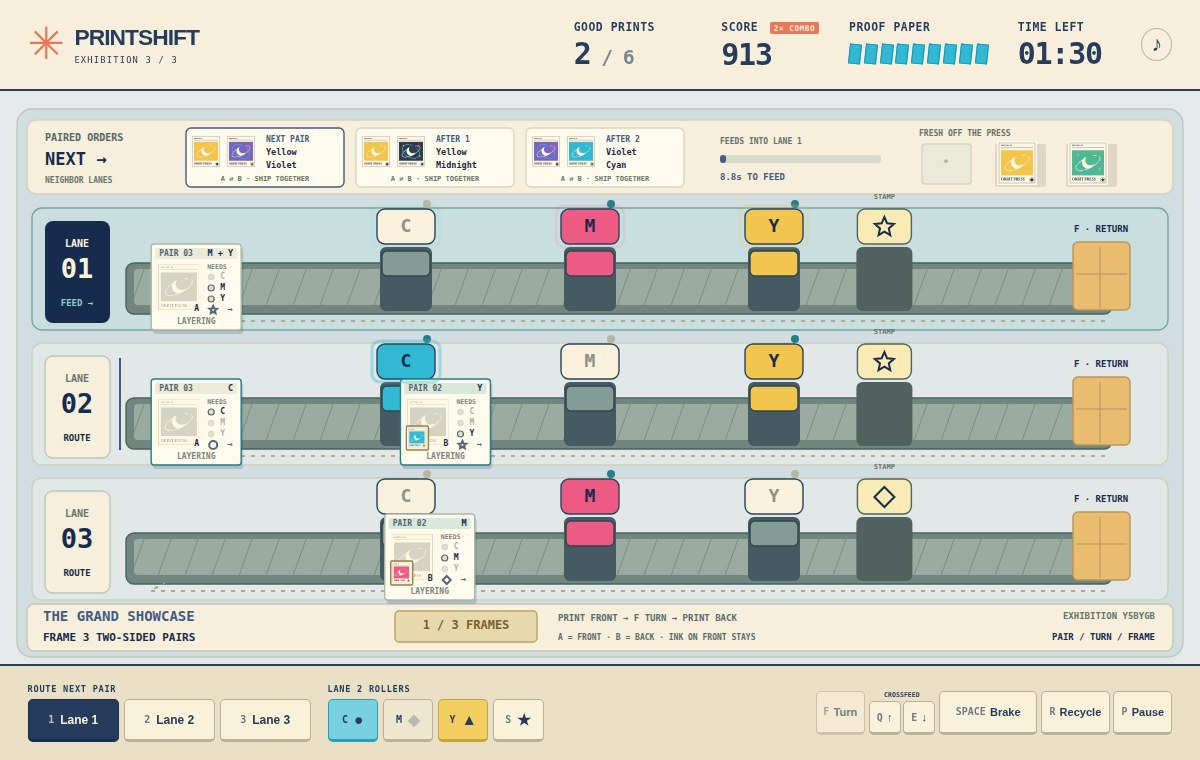 PRINTSHIFT
EXHIBITION 3 / 3
GOOD PRINTS
2 / 6
SCORE 2× COMBO
913
PROOF PAPER
TIME LEFT
01:30
♪
PAIRED ORDERS
NEXT →
NEIGHBOR LANES
NEXT PAIR
Yellow
Violet
A ⇄ B · SHIP TOGETHER
AFTER 1
Yellow
Midnight
A ⇄ B · SHIP TOGETHER
AFTER 2
Violet
Cyan
A ⇄ B · SHIP TOGETHER
FEEDS INTO LANE 1
8.8s TO FEED
FRESH OFF THE PRESS
ORBIT PRESS
ORBIT PRESS
LANE
01
FEED →
PAIR 03 M + Y
NEEDS
C
M
Y
A →
LAYERING
C
M
Y
STAMP
F · RETURN
LANE
02
ROUTE
PAIR 03 C
NEEDS
C
M
Y
A →
LAYERING
C
PAIR 02 Y
NEEDS
C
M
Y
B →
LAYERING
M
Y
STAMP
F · RETURN
LANE
03
ROUTE
C
PAIR 02 M
NEEDS
C
M
Y
B →
LAYERING
M
Y
STAMP
F · RETURN
THE GRAND SHOWCASE
FRAME 3 TWO-SIDED PAIRS
1 / 3 FRAMES
PRINT FRONT → F TURN → PRINT BACK
A = FRONT · B = BACK · INK ON FRONT STAYS
EXHIBITION Y5BYGB
PAIR / TURN / FRAME
ROUTE NEXT PAIR
1 Lane 1
2 Lane 2
3 Lane 3
LANE 2 ROLLERS
C ●
M ◆
Y ▲
S ★
F Turn
CROSSFEED
Q ↑
E ↓
SPACE Brake
R Recycle
P Pause